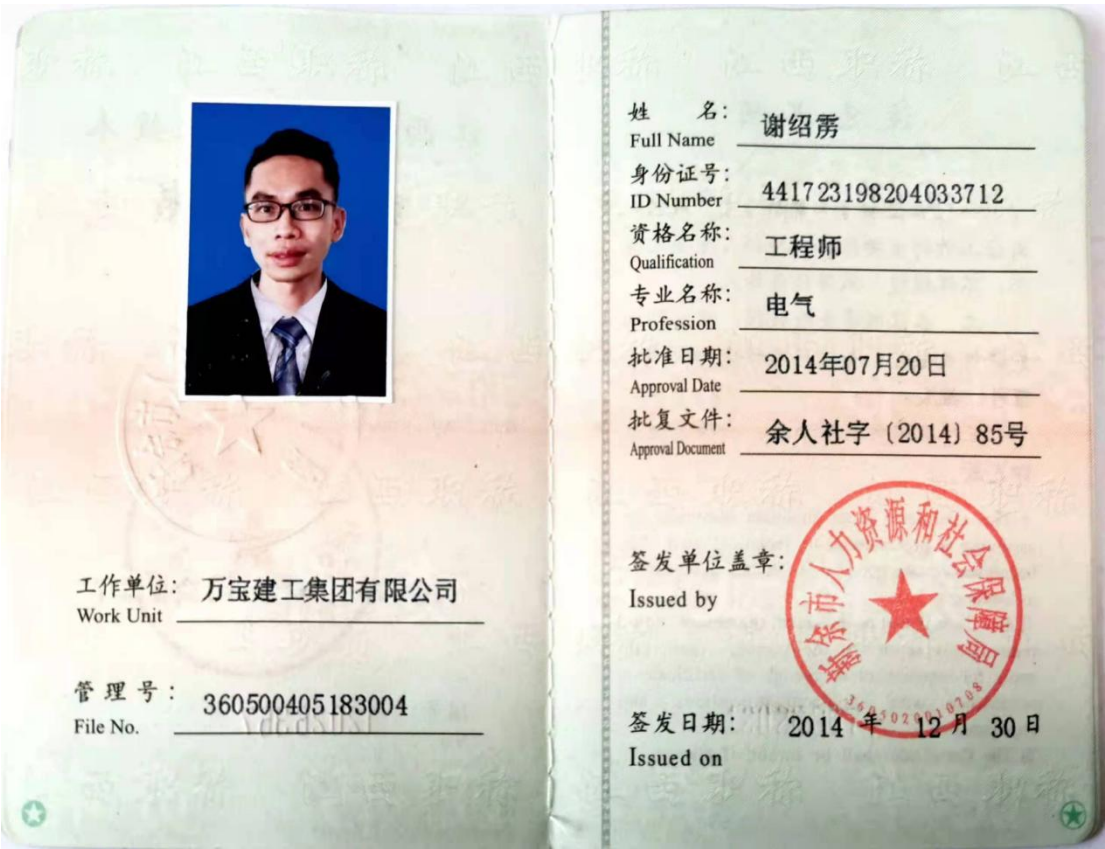 工作单位: 万宝建工集团有限公司
Work Unit
管理号: 360500405183004
File No.
姓 名: 谢绍雳
Full Name
身份证号: 441723198204033712
ID Number
资格名称: 工程师
Qualification
专业名称: 电气
Profession
批准日期: 2014年07月20日
Approval Date
批复文件: 余人社字〔2014〕85号
Approval Document
签发单位盖章:
Issued by
新余市人力资源和社会保障局
3605020010708
签发日期: 2014 年 12 月 30 日
Issued on